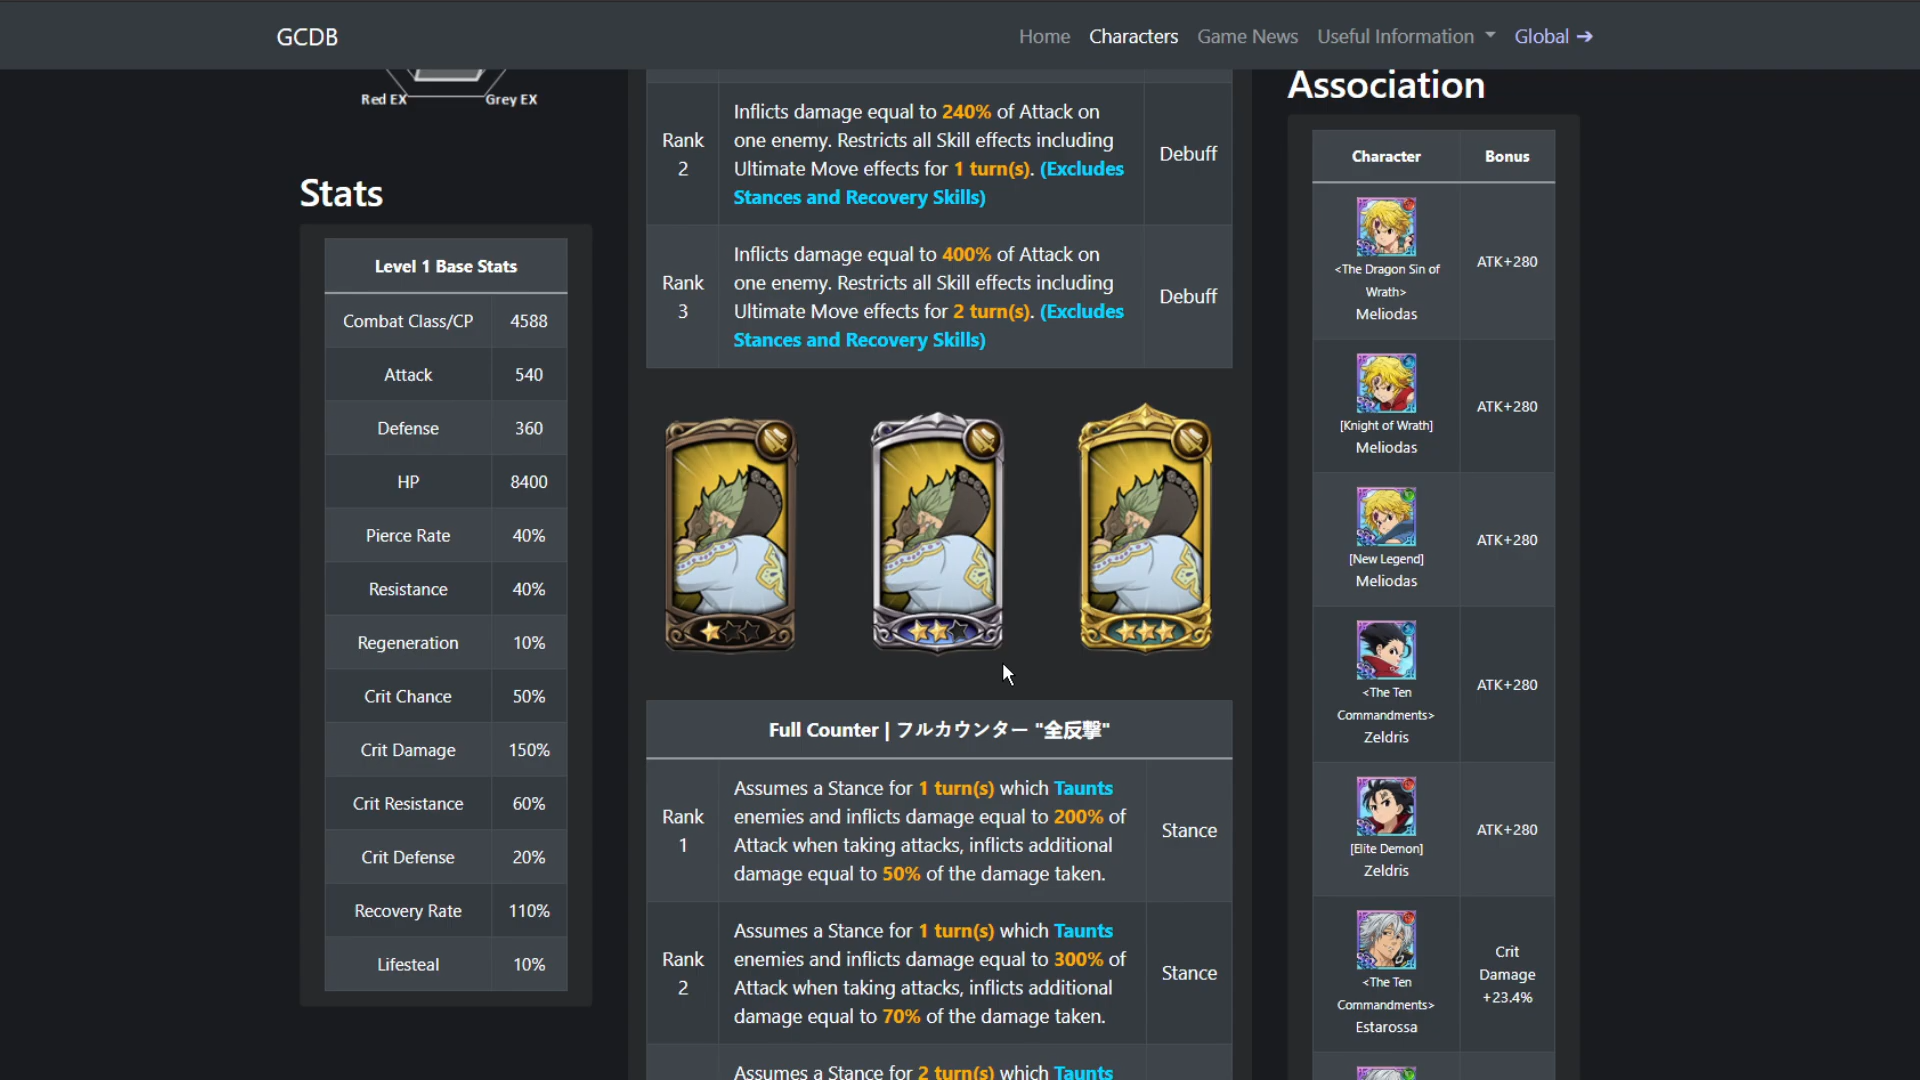 GCDB
Home Characters Game News Useful Information Global →
Red EX
Grey EX
Stats
Level 1 Base Stats
Combat Class/CP 4588
Attack 540
Defense 360
HP 8400
Pierce Rate 40%
Resistance 40%
Regeneration 10%
Crit Chance 50%
Crit Damage 150%
Crit Resistance 60%
Crit Defense 20%
Recovery Rate 110%
Lifesteal 10%
Rank 2
Inflicts damage equal to 240% of Attack on
one enemy. Restricts all Skill effects including
Ultimate Move effects for 1 turn(s). (Excludes
Stances and Recovery Skills)
Debuff
Rank 3
Inflicts damage equal to 400% of Attack on
one enemy. Restricts all Skill effects including
Ultimate Move effects for 2 turn(s). (Excludes
Stances and Recovery Skills)
Debuff
Full Counter | フルカウンター "全反撃"
Rank 1
Assumes a Stance for 1 turn(s) which Taunts
enemies and inflicts damage equal to 200% of
Attack when taking attacks, inflicts additional
damage equal to 50% of the damage taken.
Stance
Rank 2
Assumes a Stance for 1 turn(s) which Taunts
enemies and inflicts damage equal to 300% of
Attack when taking attacks, inflicts additional
damage equal to 70% of the damage taken.
Stance
Assumes a Stance for 2 turn(s) which Taunts
Association
Character Bonus
<The Dragon Sin of
Wrath>
Meliodas
ATK+280
[Knight of Wrath]
Meliodas
ATK+280
[New Legend]
Meliodas
ATK+280
<The Ten
Commandments>
Zeldris
ATK+280
[Elite Demon]
Zeldris
ATK+280
<The Ten
Commandments>
Estarossa
Crit
Damage
+23.4%